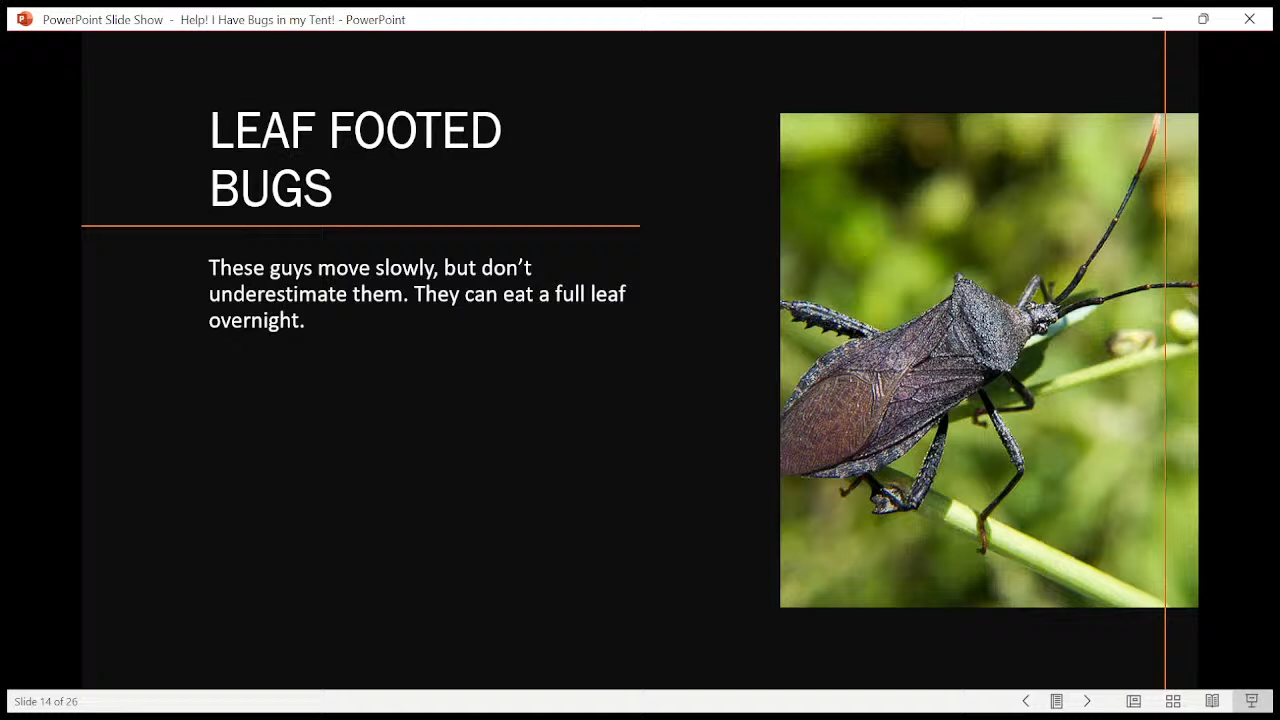 PowerPoint Slide Show - Help! I Have Bugs in my Tent! - PowerPoint
LEAF FOOTED
BUGS
These guys move slowly, but don’t
underestimate them. They can eat a full leaf
overnight.
Slide 14 of 26